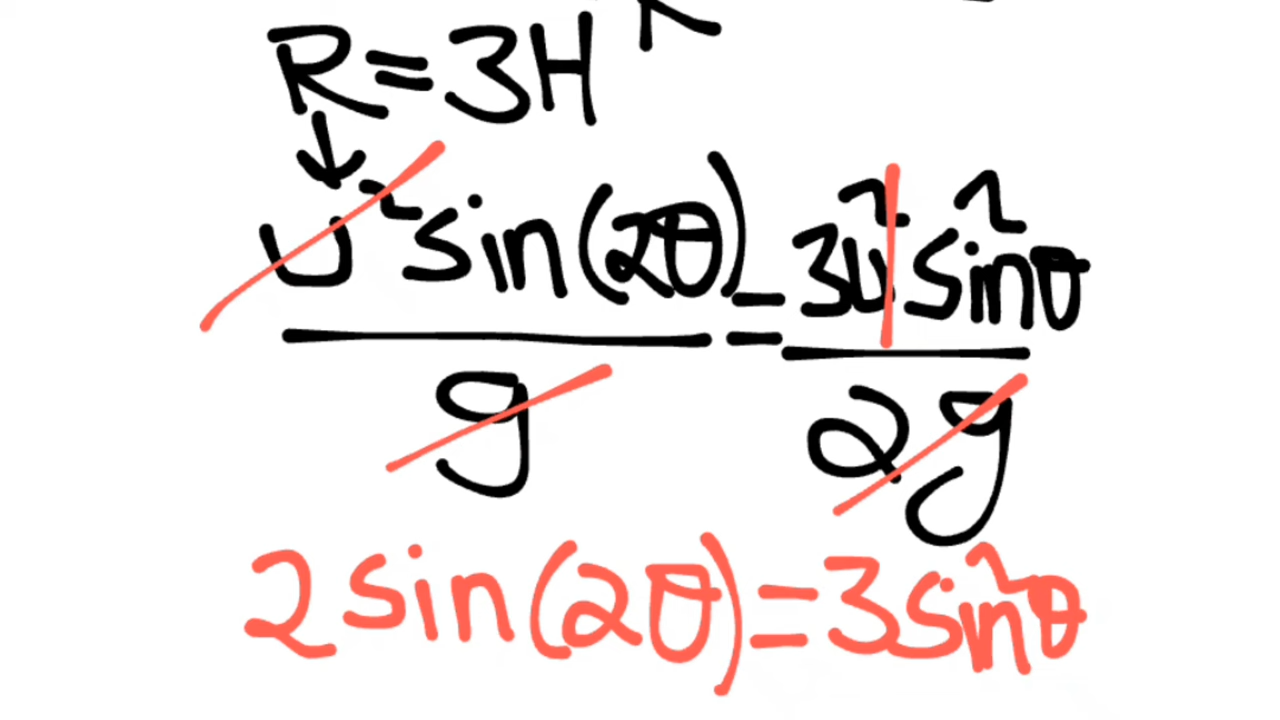 R=3H
u²sin(2θ)/g = 3u²sin²θ/2g
2sin(2θ)=3sin²θ